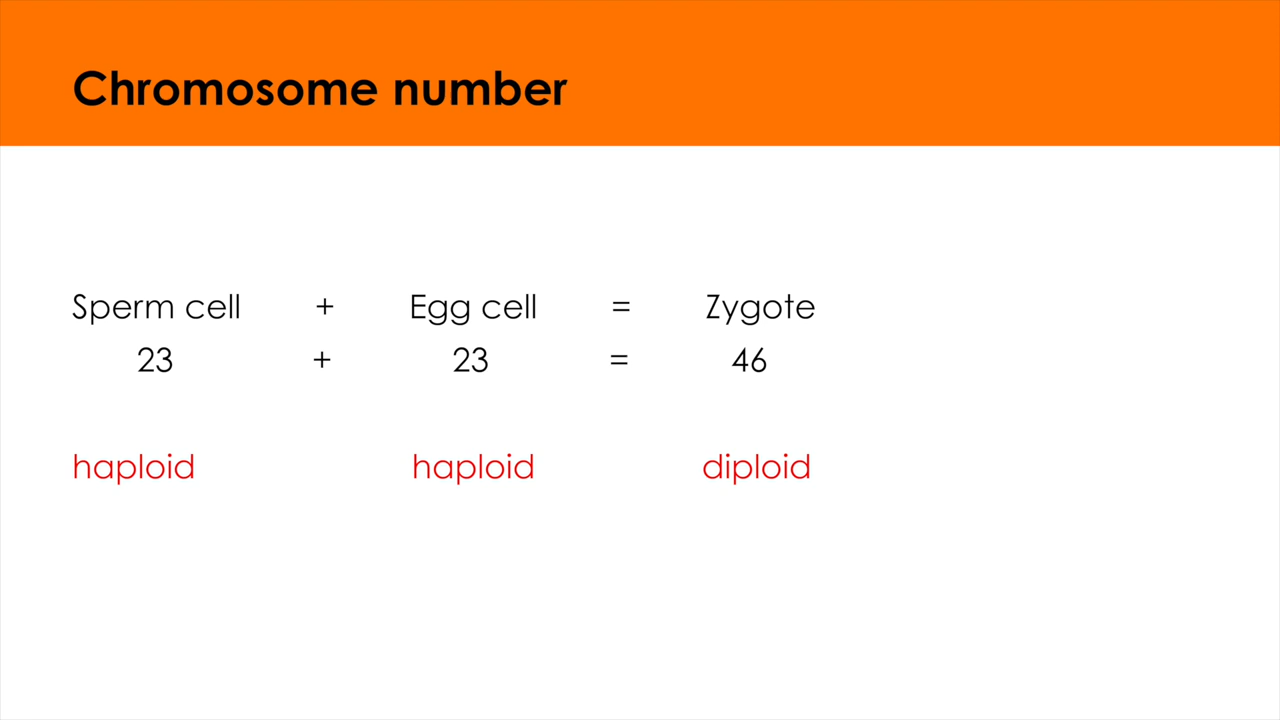 Chromosome number
Sperm cell + Egg cell = Zygote
23 + 23 = 46
haploid haploid diploid